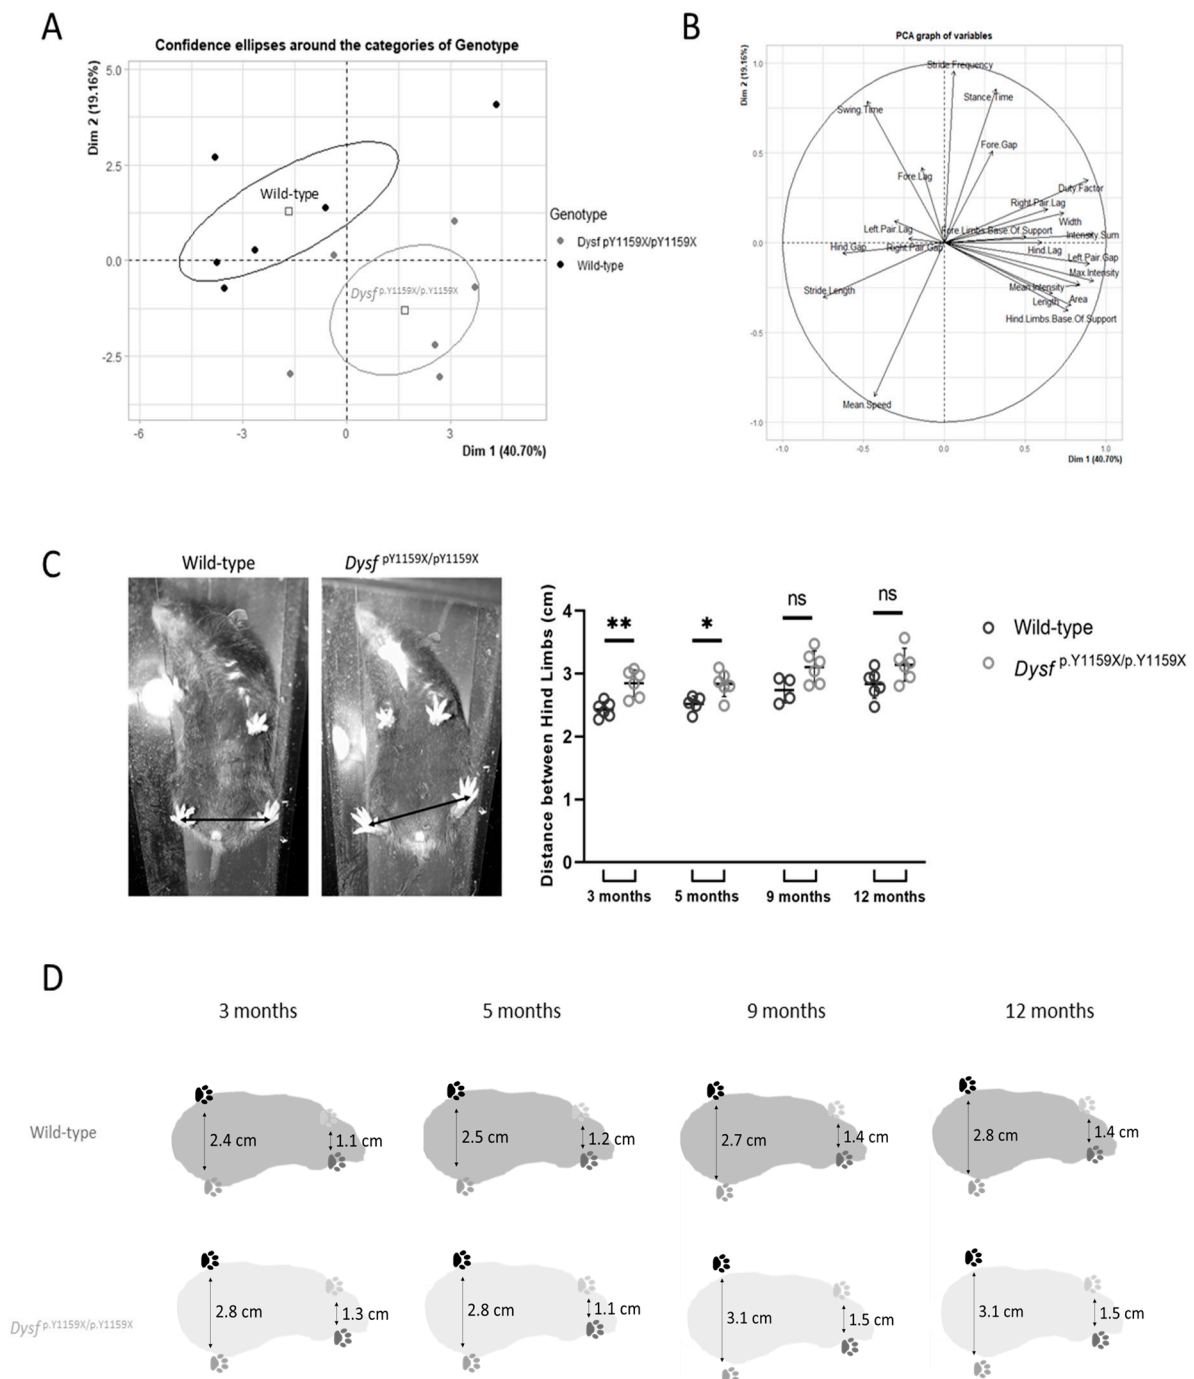 A
Confidence ellipses around the categories of Genotype
Dim 2 (19.16%)
5.0
2.5
0.0
-2.5
-6
-3
0
3
Dim 1 (40.70%)
Wild-type
Dysf p.Y1159X/p.Y1159X
Genotype
Dysf pY1159X/pY1159X
Wild-type
B
PCA graph of variables
Dim 2 (19.16%)
1.0
0.5
0.0
-0.5
-1.0
-1.0
-0.5
0.0
0.5
1.0
Dim 1 (40.70%)
Stride.Frequency
Stance.Time
Swing.Time
Fore.Gap
Fore.Lag
Duty.Factor
Right.Pair.Lag
Width
Left.Pair.Lag
Fore.Limbs.Base.Of.Support
Intensity.Sum
Hind.Gap
Right.Pair.Gap
Hind.Lag
Left.Pair.Gap
Max.Intensity
Stride.Length
Mean.Intensity
Length
Area
Hind.Limbs.Base.Of.Support
Mean.Speed
C
Wild-type
Dysf pY1159X/pY1159X
Distance between Hind Limbs (cm)
4
3
2
1
0
**
*
ns
ns
3 months
5 months
9 months
12 months
Wild-type
Dysf p.Y1159X/p.Y1159X
D
3 months
5 months
9 months
12 months
Wild-type
2.4 cm
1.1 cm
2.5 cm
1.2 cm
2.7 cm
1.4 cm
2.8 cm
1.4 cm
Dysf p.Y1159X/p.Y1159X
2.8 cm
1.3 cm
2.8 cm
1.1 cm
3.1 cm
1.5 cm
3.1 cm
1.5 cm